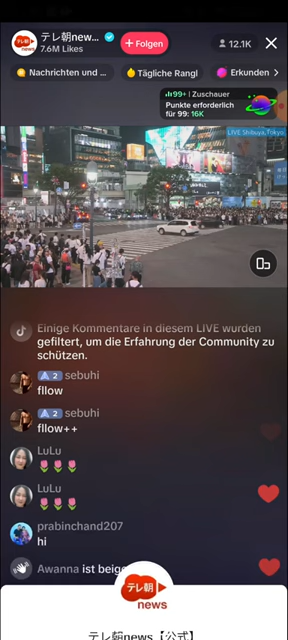 テレ朝new...
7.6M Likes
+ Folgen
12.1K
Nachrichten und ...
Tägliche Rangl
Erkunden
99+ | Zuschauer
Punkte erforderlich
für 99: 16K
LIVE Shibuya, Tokyo
Einige Kommentare in diesem LIVE wurden
gefiltert, um die Erfahrung der Community zu
schützen.
2 sebuhi
fllow
2 sebuhi
fllow++
LuLu
LuLu
prabinchand207
hi
Awanna ist beige
テレ朝
news
テレ朝news【公式】